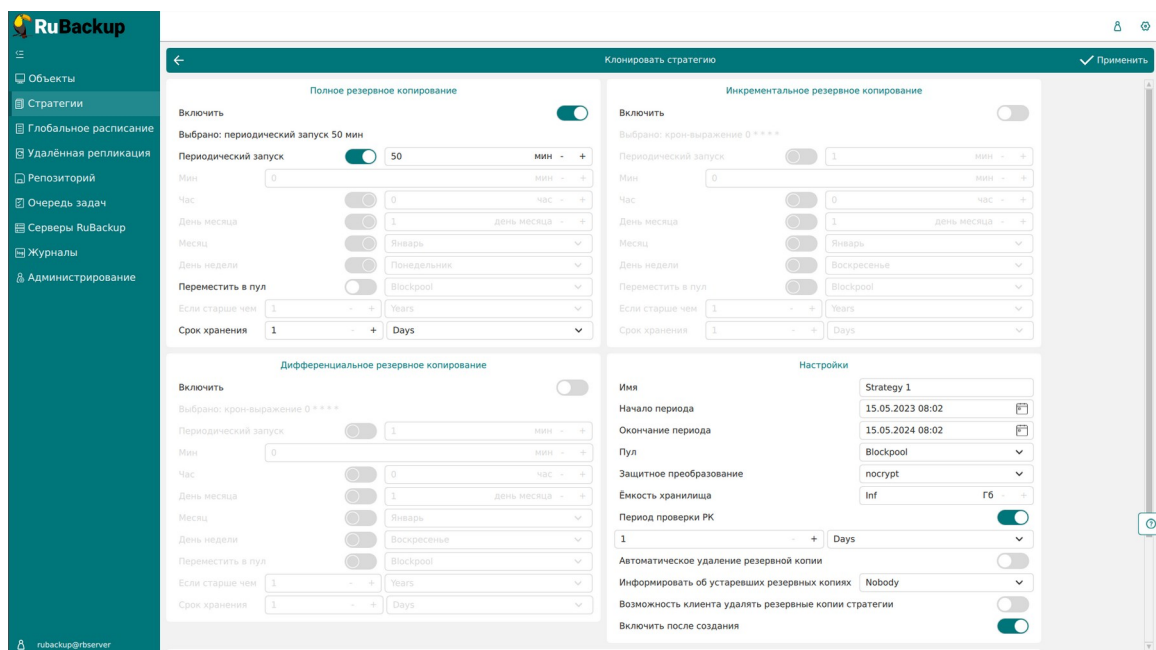 RuBackup
Объекты
Стратегии
Глобальное расписание
Удалённая репликация
Репозиторий
Очередь задач
Серверы RuBackup
Журналы
Администрирование
rubackup@rbserver
Клонировать стратегию
Применить
Полное резервное копирование
Включить
Выбрано: периодический запуск 50 мин
Периодический запуск 50 мин - +
Мин 0 мин - +
Час 0 час - +
День месяца 1 день месяца - +
Месяц Январь
День недели Понедельник
Переместить в пул Blockpool
Если старше чем 1 - + Years
Срок хранения 1 - + Days
Инкрементальное резервное копирование
Включить
Выбрано: крон-выражение 0 * * * *
Периодический запуск 1 мин - +
Мин 0 мин - +
Час 0 час - +
День месяца 1 день месяца - +
Месяц Январь
День недели Воскресенье
Переместить в пул Blockpool
Если старше чем 1 - + Years
Срок хранения 1 - + Days
Дифференциальное резервное копирование
Включить
Выбрано: крон-выражение 0 * * * *
Периодический запуск 1 мин - +
Мин 0 мин - +
Час 0 час - +
День месяца 1 день месяца - +
Месяц Январь
День недели Воскресенье
Переместить в пул Blockpool
Если старше чем 1 - + Years
Срок хранения 1 - + Days
Настройки
Имя Strategy 1
Начало периода 15.05.2023 08:02
Окончание периода 15.05.2024 08:02
Пул Blockpool
Защитное преобразование nocrypt
Ёмкость хранилища Inf Гб - +
Период проверки РК
1 - + Days
Автоматическое удаление резервной копии
Информировать об устаревших резервных копиях Nobody
Возможность клиента удалять резервные копии стратегии
Включить после создания